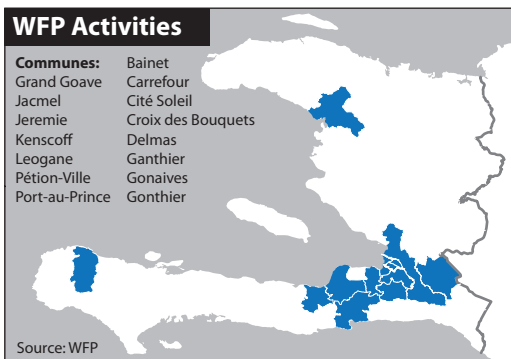 WFP Activities
Communes: Bainet
Grand Goave Carrefour
Jacmel Cité Soleil
Jeremie Croix des Bouquets
Kenscoff Delmas
Leogane Ganthier
Pétion-Ville Gonaives
Port-au-Prince Gonthier
Source: WFP